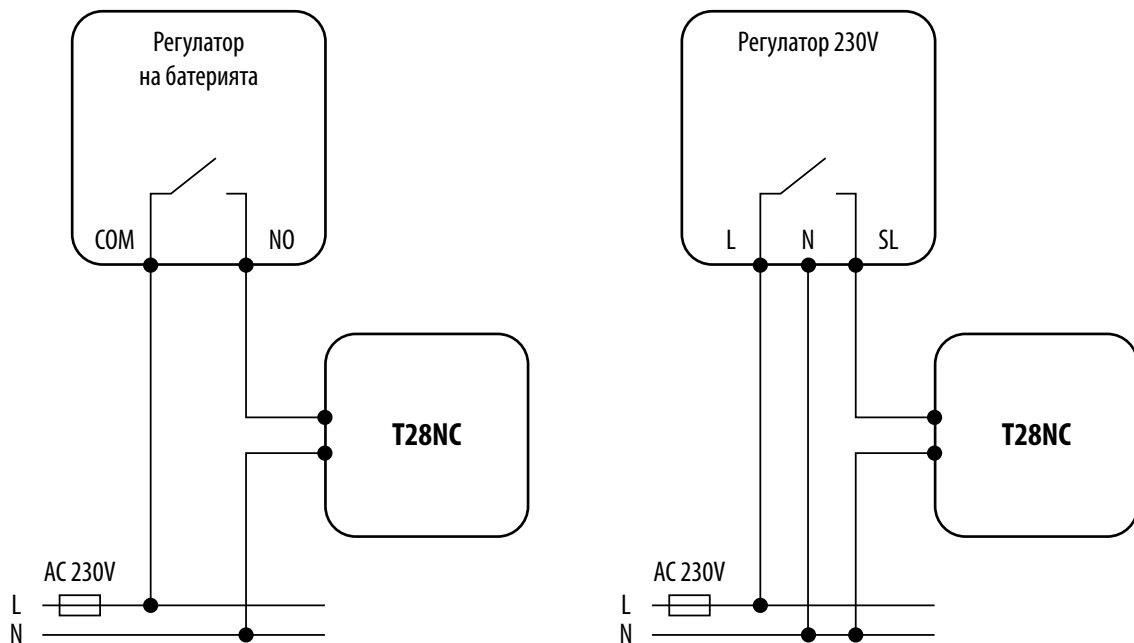 Регулатор
на батерията
COM
NO
T28NC
AC 230V
L
N
Регулатор 230V
L
N
SL
T28NC
AC 230V
L
N